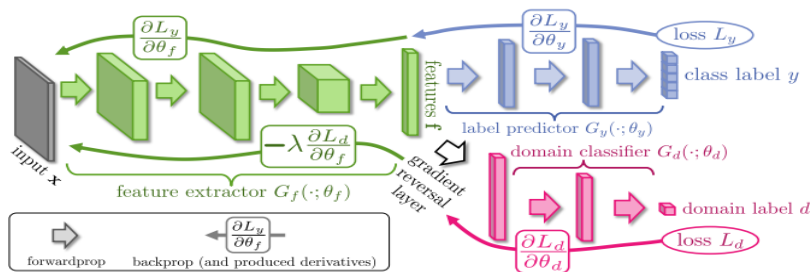 ∂L_y/∂θ_f
∂L_y/∂θ_y
loss L_y
features f
class label y
input x
label predictor G_y(·;θ_y)
−λ ∂L_d/∂θ_f
gradient
reversal
layer
domain classifier G_d(·;θ_d)
feature extractor G_f(·;θ_f)
domain label d
∂L_y/∂θ_f
∂L_d/∂θ_d
loss L_d
forwardprop
backprop (and produced derivatives)